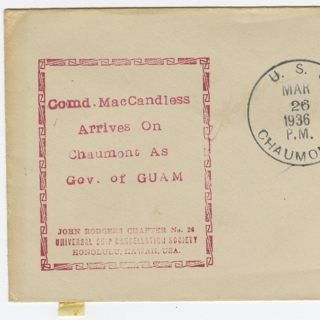 Comd. MacCandless
Arrives On
Chaumont As
Gov. of GUAM
JOHN RODGERS CHAPTER No. 26
UNIVERSAL SHIP CANCELLATION SOCIETY
HONOLULU, HAWAII, USA.
U. S.
MAR
26
1936
P.M.
CHAUMON